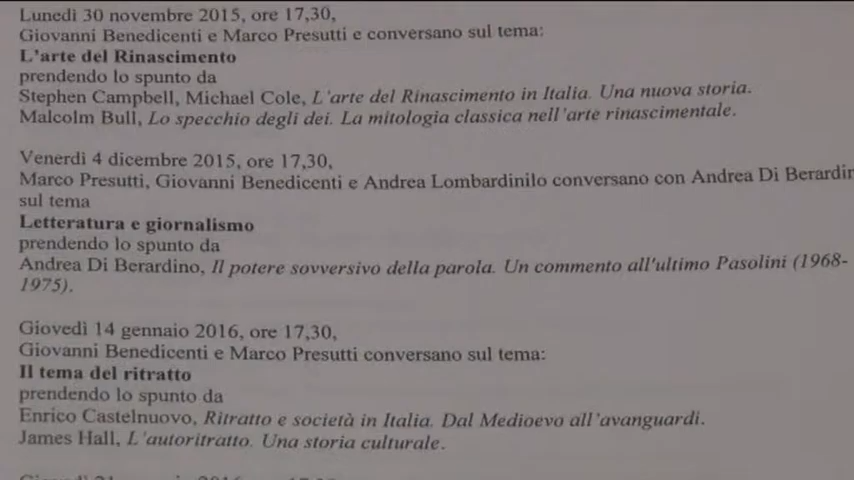 Lunedì 30 novembre 2015, ore 17,30,
Giovanni Benedicenti e Marco Presutti e conversano sul tema:
L'arte del Rinascimento
prendendo lo spunto da
Stephen Campbell, Michael Cole, L'arte del Rinascimento in Italia. Una nuova storia.
Malcolm Bull, Lo specchio degli dei. La mitologia classica nell'arte rinascimentale.
Venerdì 4 dicembre 2015, ore 17,30,
Marco Presutti, Giovanni Benedicenti e Andrea Lombardinilo conversano con Andrea Di Berardin
sul tema
Letteratura e giornalismo
prendendo lo spunto da
Andrea Di Berardino, Il potere sovversivo della parola. Un commento all'ultimo Pasolini (1968-
1975).
Giovedì 14 gennaio 2016, ore 17,30,
Giovanni Benedicenti e Marco Presutti conversano sul tema:
Il tema del ritratto
prendendo lo spunto da
Enrico Castelnuovo, Ritratto e società in Italia. Dal Medioevo all'avanguardi.
James Hall, L'autoritratto. Una storia culturale.